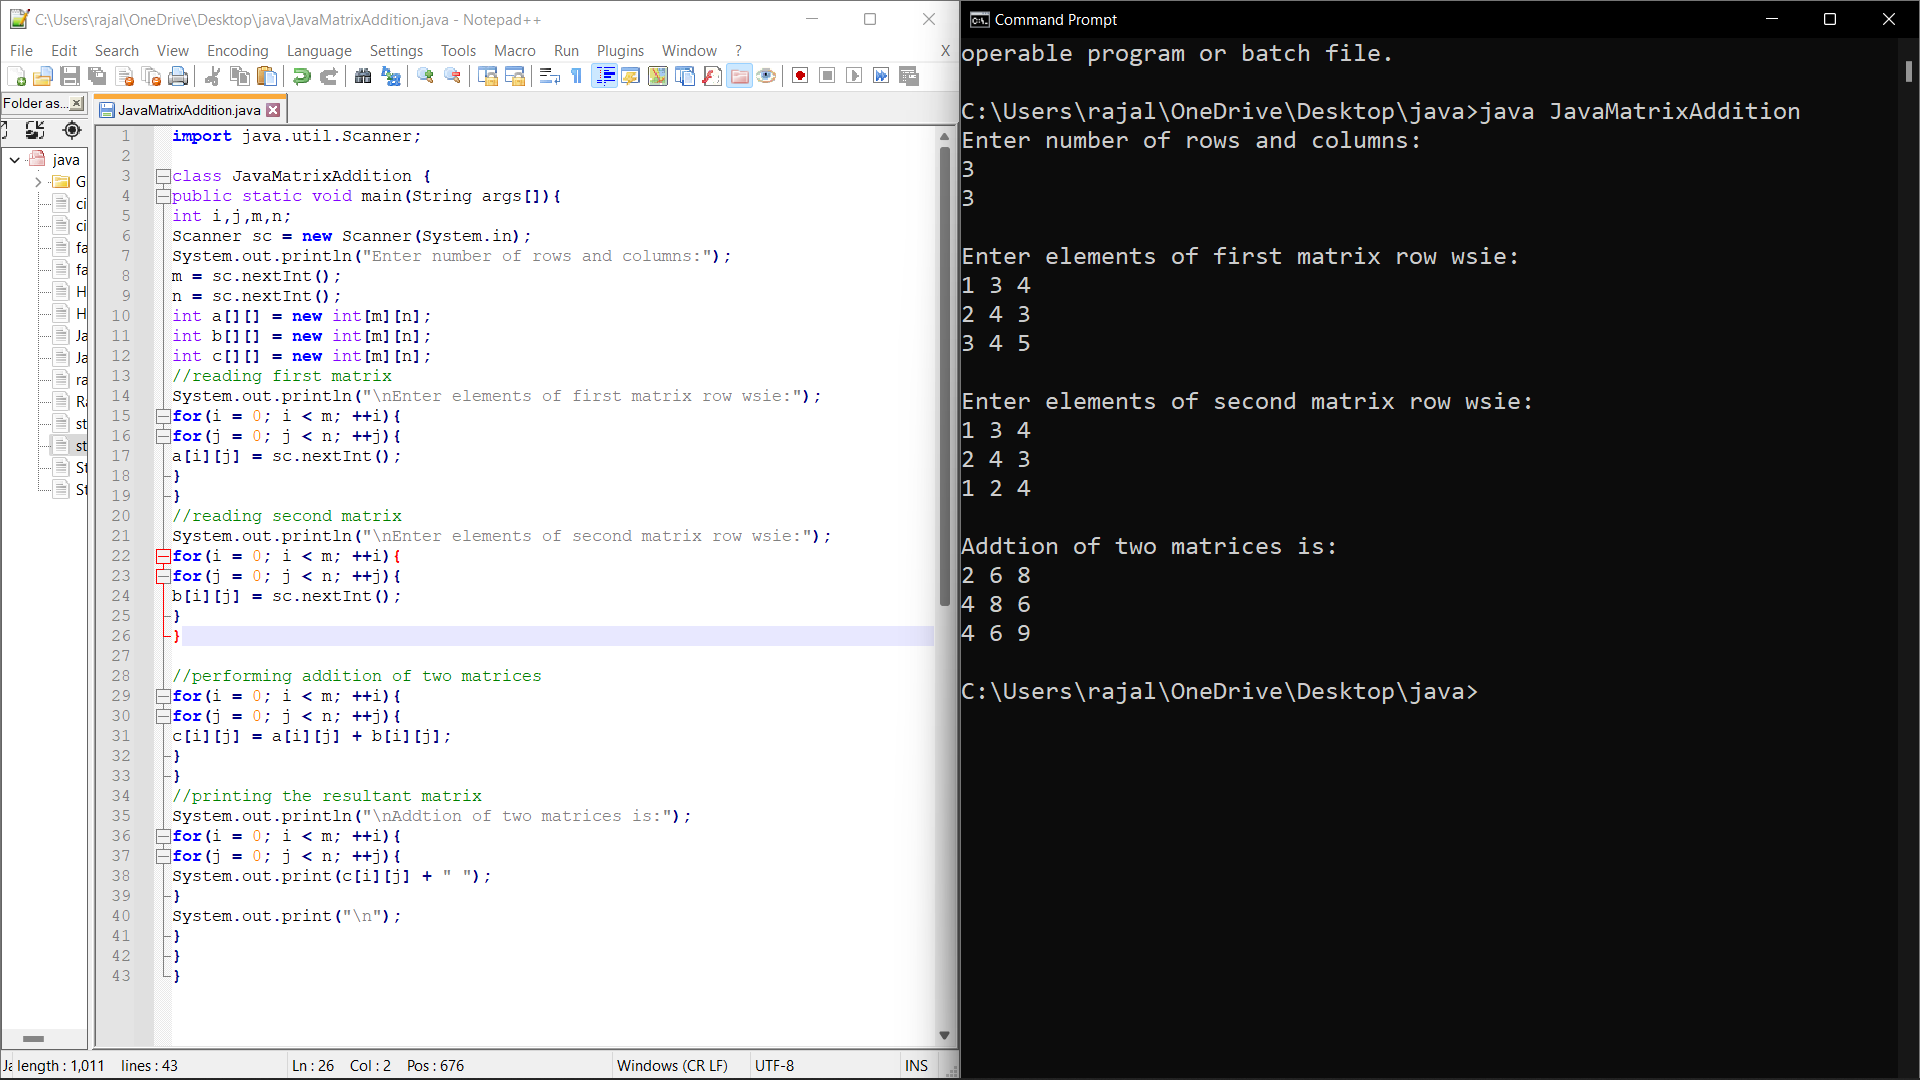 C:\Users\rajal\OneDrive\Desktop\java\JavaMatrixAddition.java - Notepad++
File Edit Search View Encoding Language Settings Tools Macro Run Plugins Window ? X
Folder as...
JavaMatrixAddition.java
java
G
ci
ci
fa
fa
H
H
Ja
Ja
ra
Ra
st
st
St
St
1 import java.util.Scanner;
2
3 class JavaMatrixAddition {
4 public static void main(String args[]){
5 int i,j,m,n;
6 Scanner sc = new Scanner(System.in);
7 System.out.println("Enter number of rows and columns:");
8 m = sc.nextInt();
9 n = sc.nextInt();
10 int a[][] = new int[m][n];
11 int b[][] = new int[m][n];
12 int c[][] = new int[m][n];
13 //reading first matrix
14 System.out.println("\nEnter elements of first matrix row wsie:");
15 for(i = 0; i < m; ++i){
16 for(j = 0; j < n; ++j){
17 a[i][j] = sc.nextInt();
18 }
19 }
20 //reading second matrix
21 System.out.println("\nEnter elements of second matrix row wsie:");
22 for(i = 0; i < m; ++i){
23 for(j = 0; j < n; ++j){
24 b[i][j] = sc.nextInt();
25 }
26 }
27
28 //performing addition of two matrices
29 for(i = 0; i < m; ++i){
30 for(j = 0; j < n; ++j){
31 c[i][j] = a[i][j] + b[i][j];
32 }
33 }
34 //printing the resultant matrix
35 System.out.println("\nAddtion of two matrices is:");
36 for(i = 0; i < m; ++i){
37 for(j = 0; j < n; ++j){
38 System.out.print(c[i][j] + " ");
39 }
40 System.out.print("\n");
41 }
42 }
43 }
Ja length : 1,011 lines : 43 Ln : 26 Col : 2 Pos : 676 Windows (CR LF) UTF-8 INS
Command Prompt
operable program or batch file.
C:\Users\rajal\OneDrive\Desktop\java>java JavaMatrixAddition
Enter number of rows and columns:
3
3
Enter elements of first matrix row wsie:
1 3 4
2 4 3
3 4 5
Enter elements of second matrix row wsie:
1 3 4
2 4 3
1 2 4
Addtion of two matrices is:
2 6 8
4 8 6
4 6 9
C:\Users\rajal\OneDrive\Desktop\java>